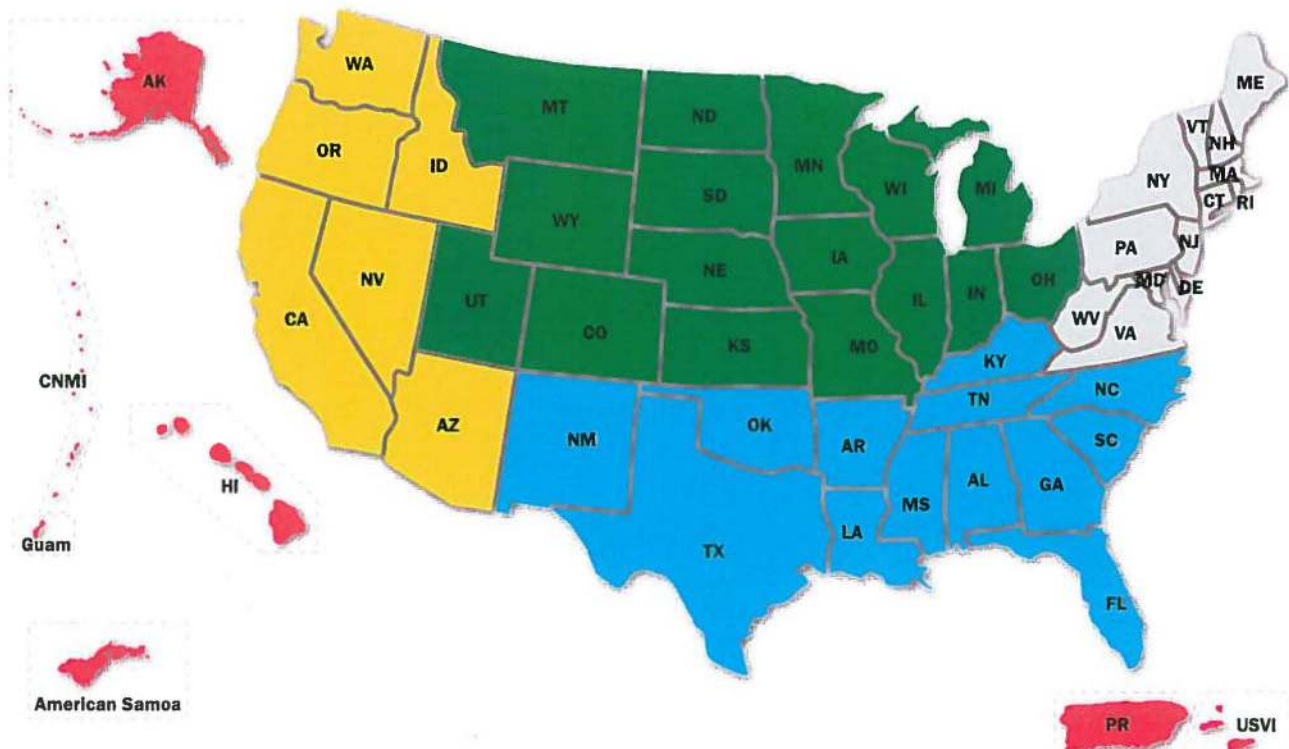 AK
WA
MT
ND
ME
VT
NH
OR
ID
MN
WI
MI
NY
MA
CT
RI
SD
WY
PA
NJ
IA
NE
NV
UT
OH
MD
DE
IL
IN
CA
CO
WV
VA
KS
MO
KY
CNMI
NC
TN
AZ
OK
NM
AR
SC
HI
AL
GA
MS
LA
Guam
TX
FL
American Samoa
PR
USVI